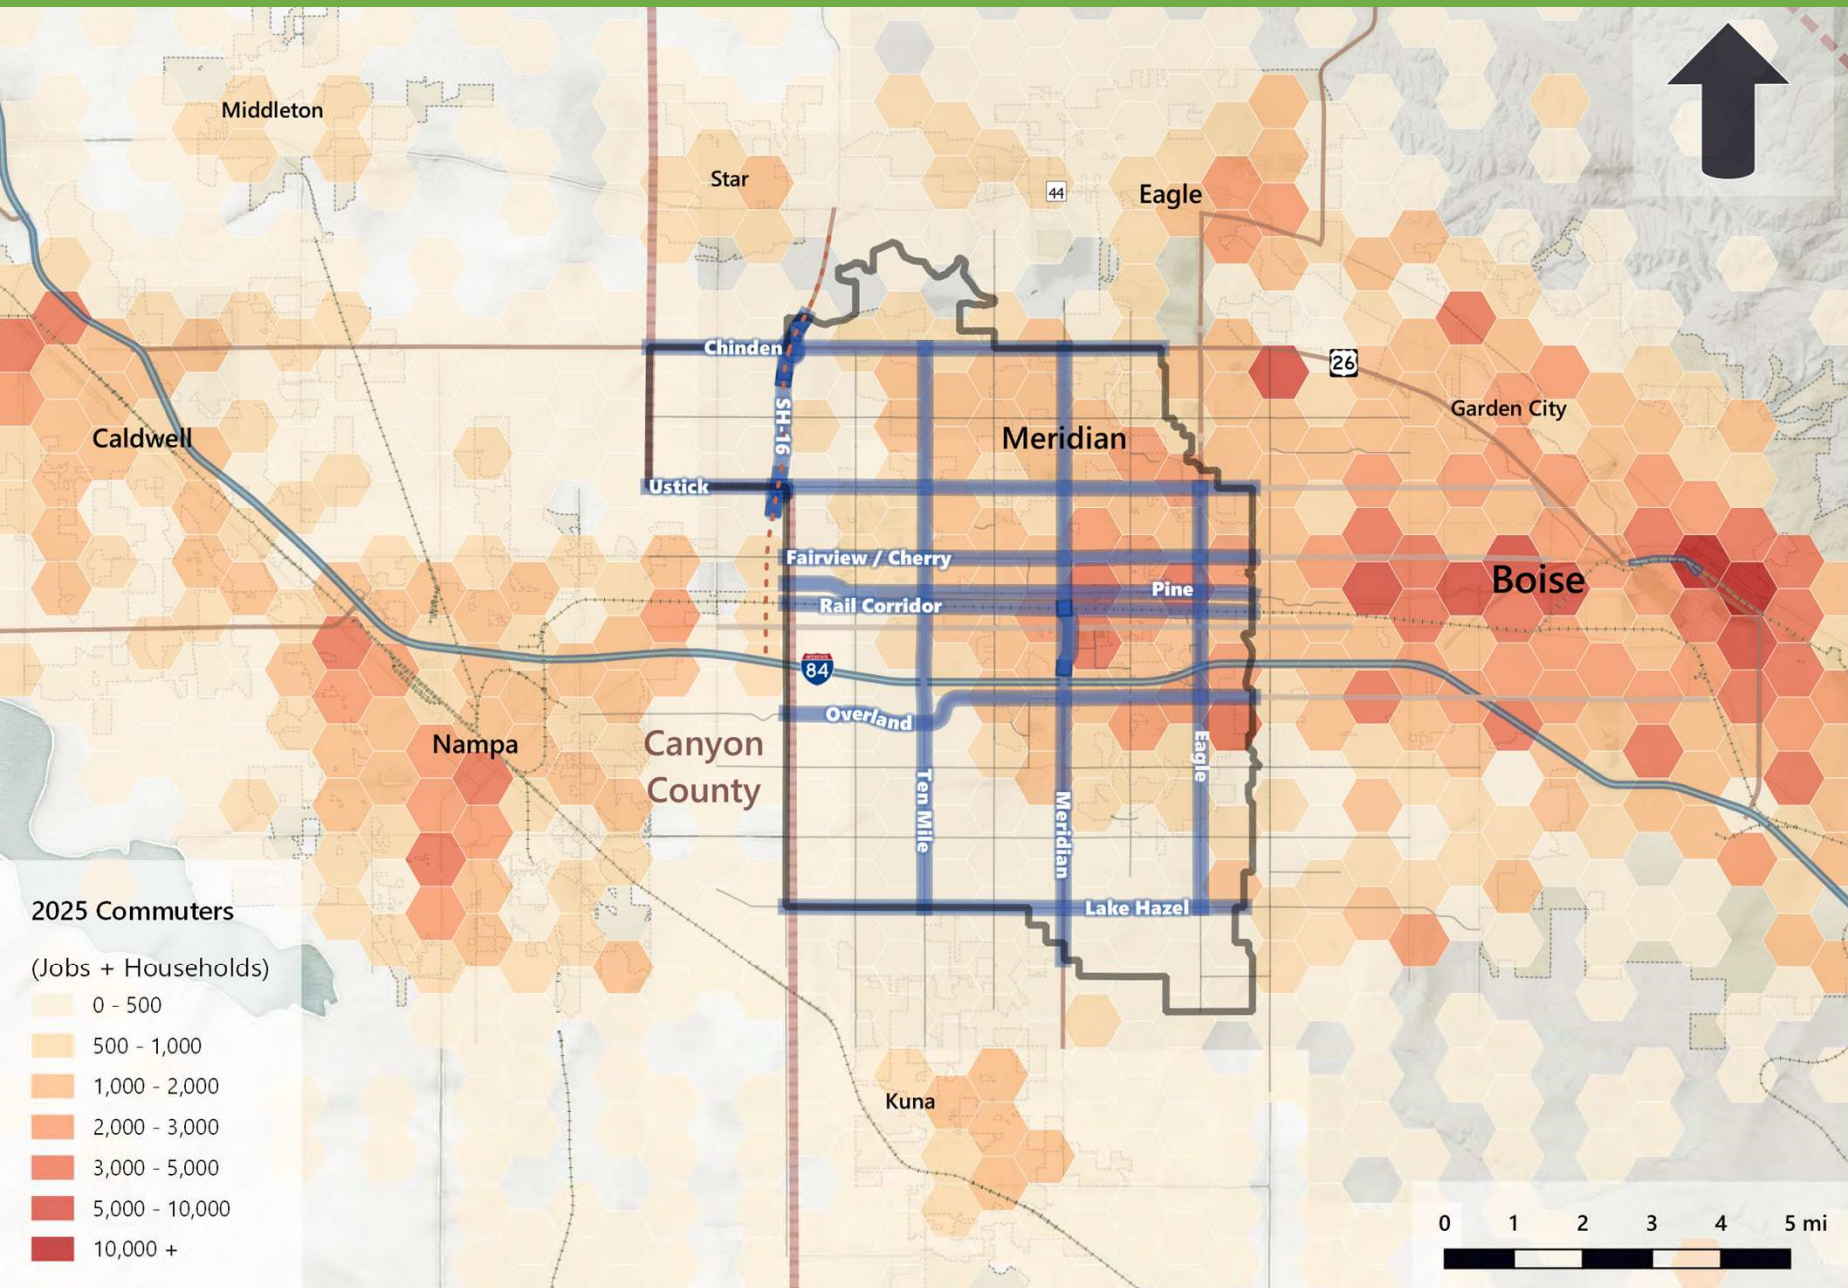 Middleton
Star
44
Eagle
Chinden
26
SH-16
Garden City
Caldwell
Meridian
Ustick
Fairview / Cherry
Boise
Pine
Rail Corridor
INTERSTATE
84
Overland
Nampa
Canyon
County
Eagle
Ten Mile
Meridian
Lake Hazel
Kuna
2025 Commuters
(Jobs + Households)
0 - 500
500 - 1,000
1,000 - 2,000
2,000 - 3,000
3,000 - 5,000
5,000 - 10,000
10,000 +
0 1 2 3 4 5 mi